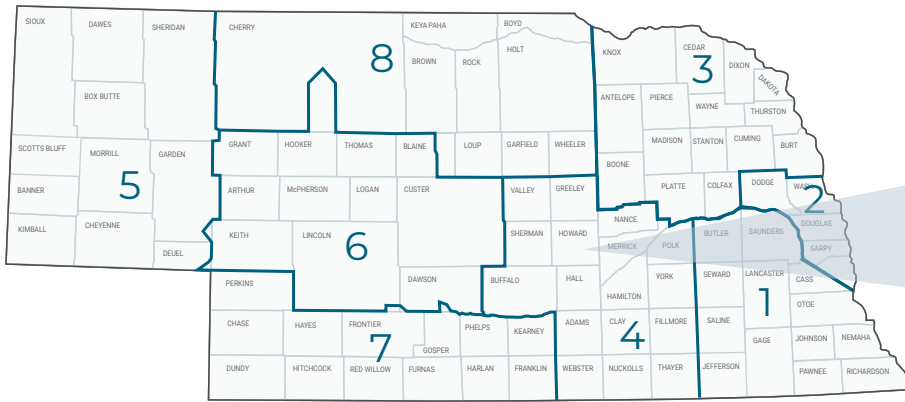 SIOUX
DAWES
SHERIDAN
CHERRY
KEYA PAHA
BOYD
8
BROWN
ROCK
HOLT
KNOX
CEDAR
3
DIXON
DAKOTA
BOX BUTTE
ANTELOPE
PIERCE
WAYNE
THURSTON
SCOTTS BLUFF
MORRILL
GARDEN
GRANT
HOOKER
THOMAS
BLAINE
LOUP
GARFIELD
WHEELER
MADISON
STANTON
CUMING
BURT
BOONE
5
BANNER
ARTHUR
McPHERSON
LOGAN
CUSTER
VALLEY
GREELEY
PLATTE
COLFAX
DODGE
2
KIMBALL
CHEYENNE
DEUEL
KEITH
LINCOLN
6
SHERMAN
HOWARD
NANCE
MERRICK
POLK
BUTLER
SAUNDERS
DOUGLAS
SARPY
PERKINS
DAWSON
BUFFALO
HALL
HAMILTON
YORK
SEWARD
LANCASTER
1
CASS
OTOE
CHASE
HAYES
FRONTIER
7
GOSPER
PHELPS
KEARNEY
ADAMS
CLAY
4
FILLMORE
SALINE
GAGE
JOHNSON
NEMAHA
DUNDY
HITCHCOCK
RED WILLOW
FURNAS
HARLAN
FRANKLIN
WEBSTER
NUCKOLLS
THAYER
JEFFERSON
PAWNEE
RICHARDSON